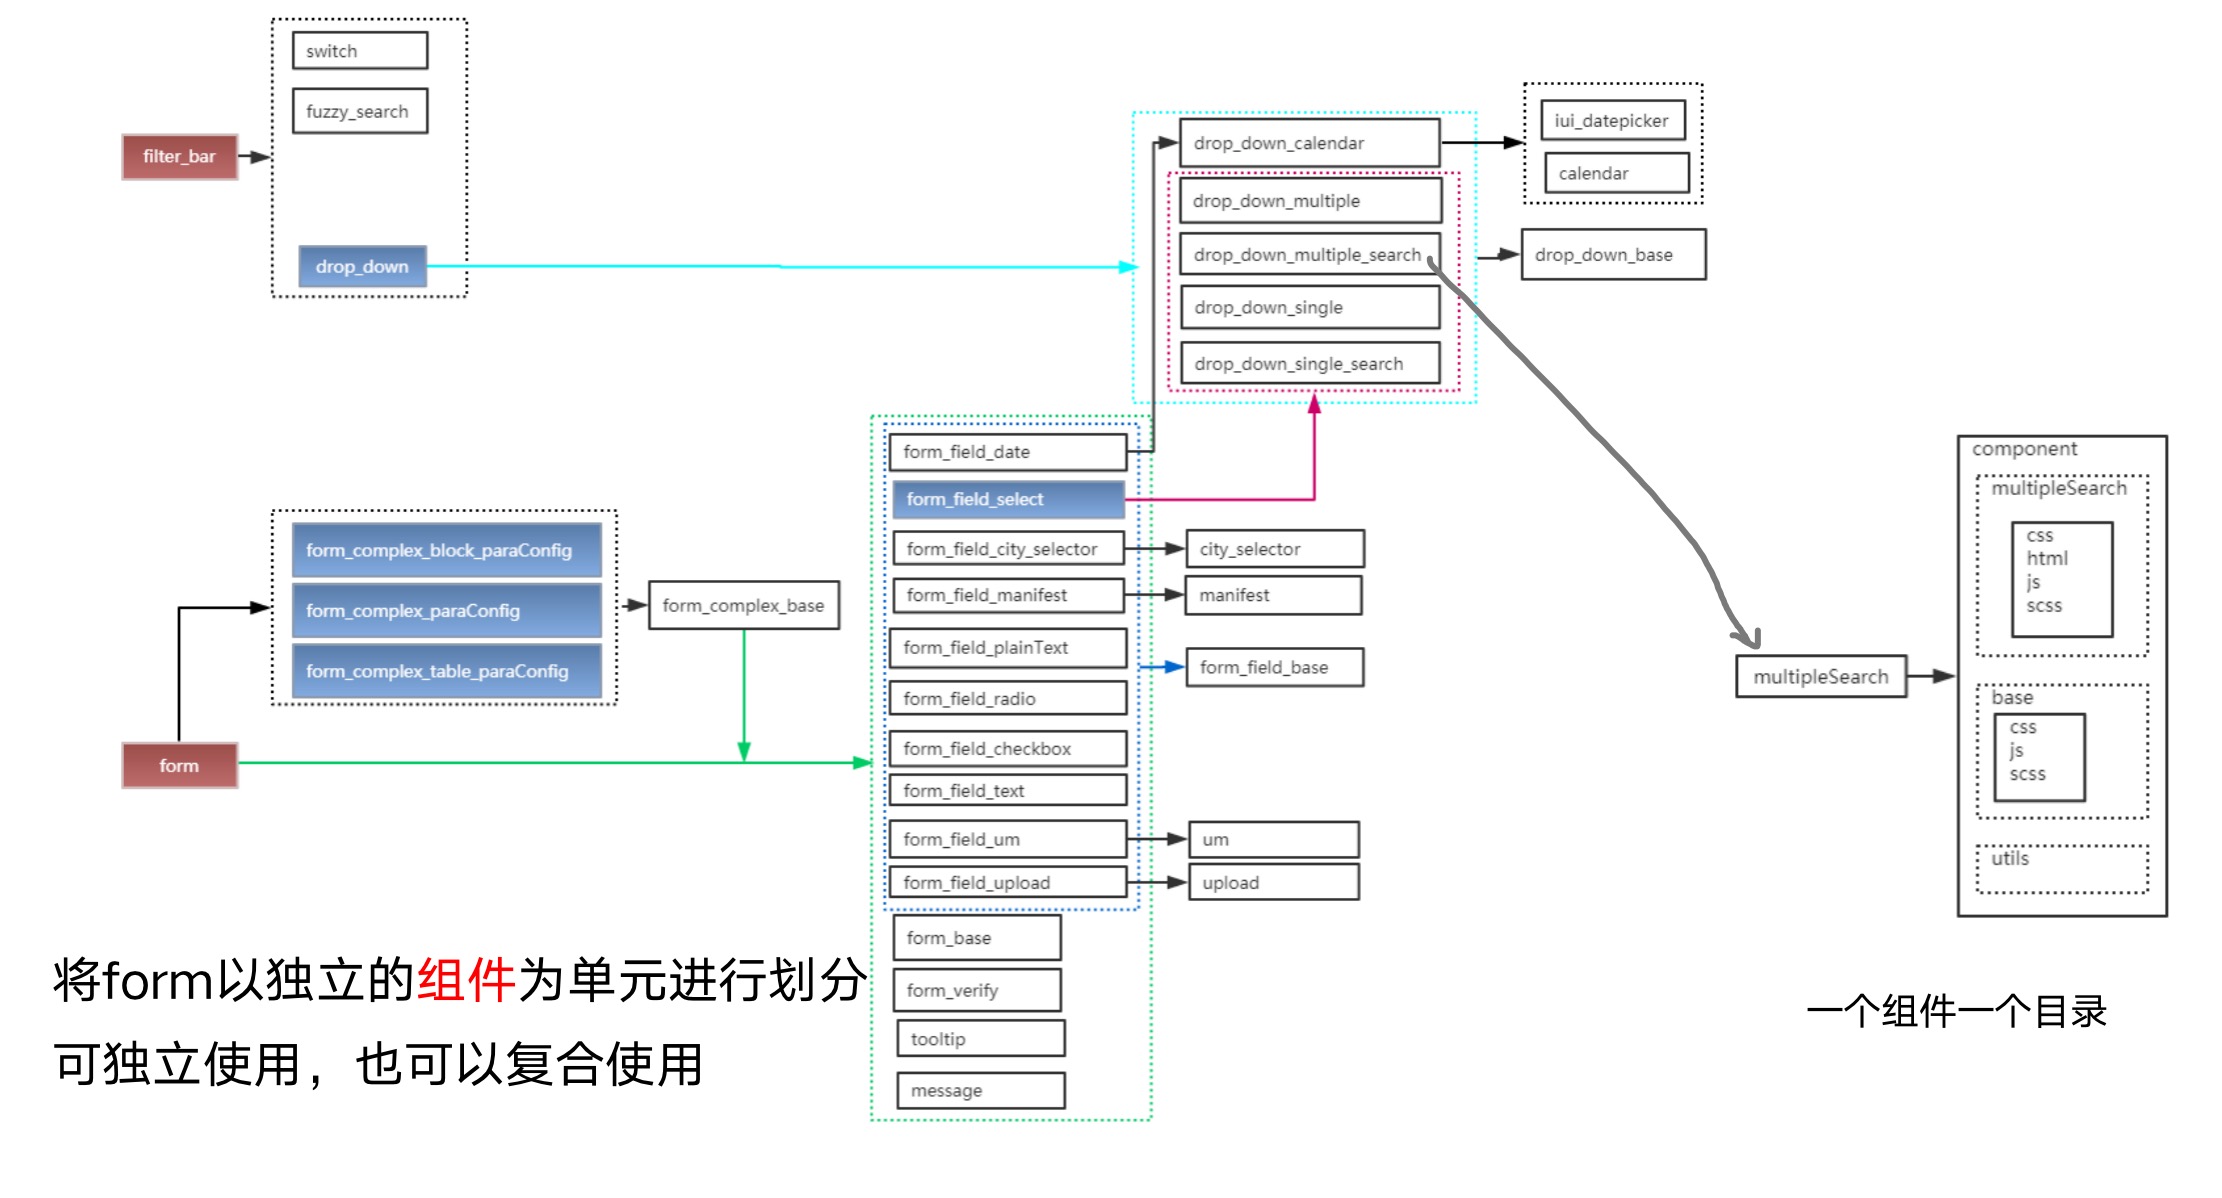 switch
fuzzy_search
filter_bar
drop_down
drop_down_calendar
drop_down_multiple
drop_down_multiple_search
drop_down_single
drop_down_single_search
iui_datepicker
calendar
drop_down_base
form_complex_block_paraConfig
form_complex_paraConfig
form_complex_table_paraConfig
form_complex_base
form
form_field_date
form_field_select
form_field_city_selector
form_field_manifest
form_field_plainText
form_field_radio
form_field_checkbox
form_field_text
form_field_um
form_field_upload
form_base
form_verify
tooltip
message
city_selector
manifest
form_field_base
um
upload
multipleSearch
component
multipleSearch
css
html
js
scss
base
css
js
scss
utils
将form以独立的组件为单元进行划分
可独立使用，也可以复合使用
一个组件一个目录